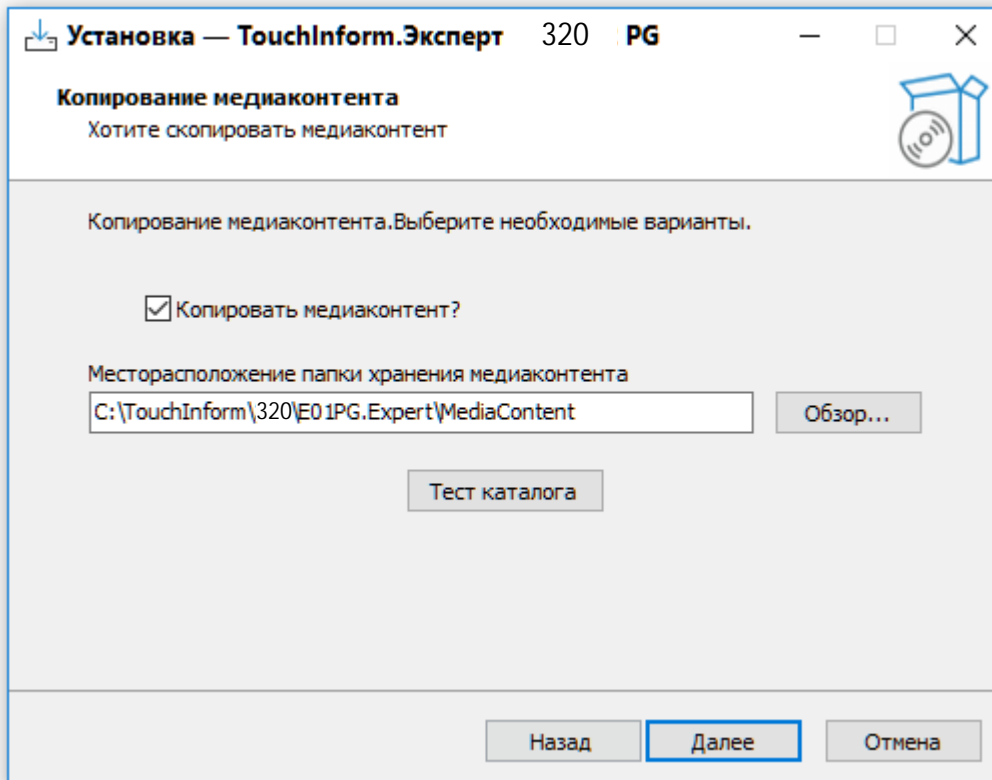 Установка — TouchInform.Эксперт 320 PG
Копирование медиаконтента
Хотите скопировать медиаконтент
Копирование медиаконтента.Выберите необходимые варианты.
Копировать медиаконтент?
Месторасположение папки хранения медиаконтента
C:\TouchInform\320\E01PG.Expert\MediaContent Обзор...
Тест каталога
Назад Далее Отмена